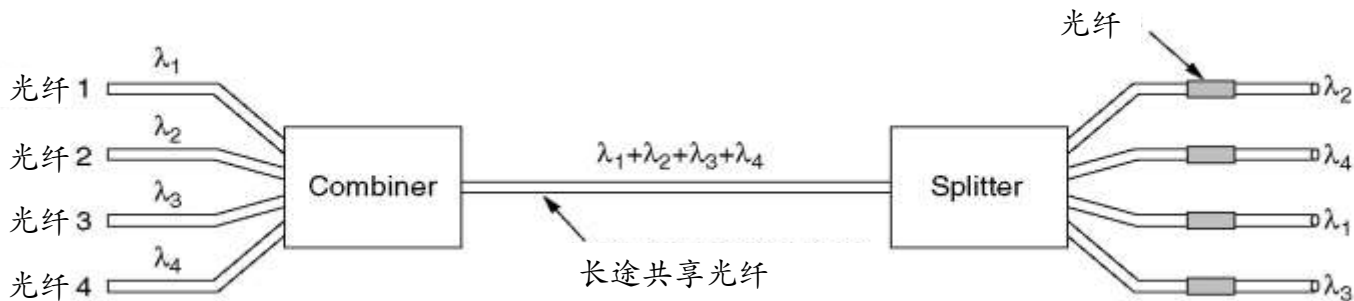 光纤
λ₁
光纤 1
λ₂
λ₂
光纤 2
λ₁+λ₂+λ₃+λ₄
λ₄
Combiner
Splitter
λ₃
光纤 3
λ₁
λ₄
长途共享光纤
光纤 4
λ₃